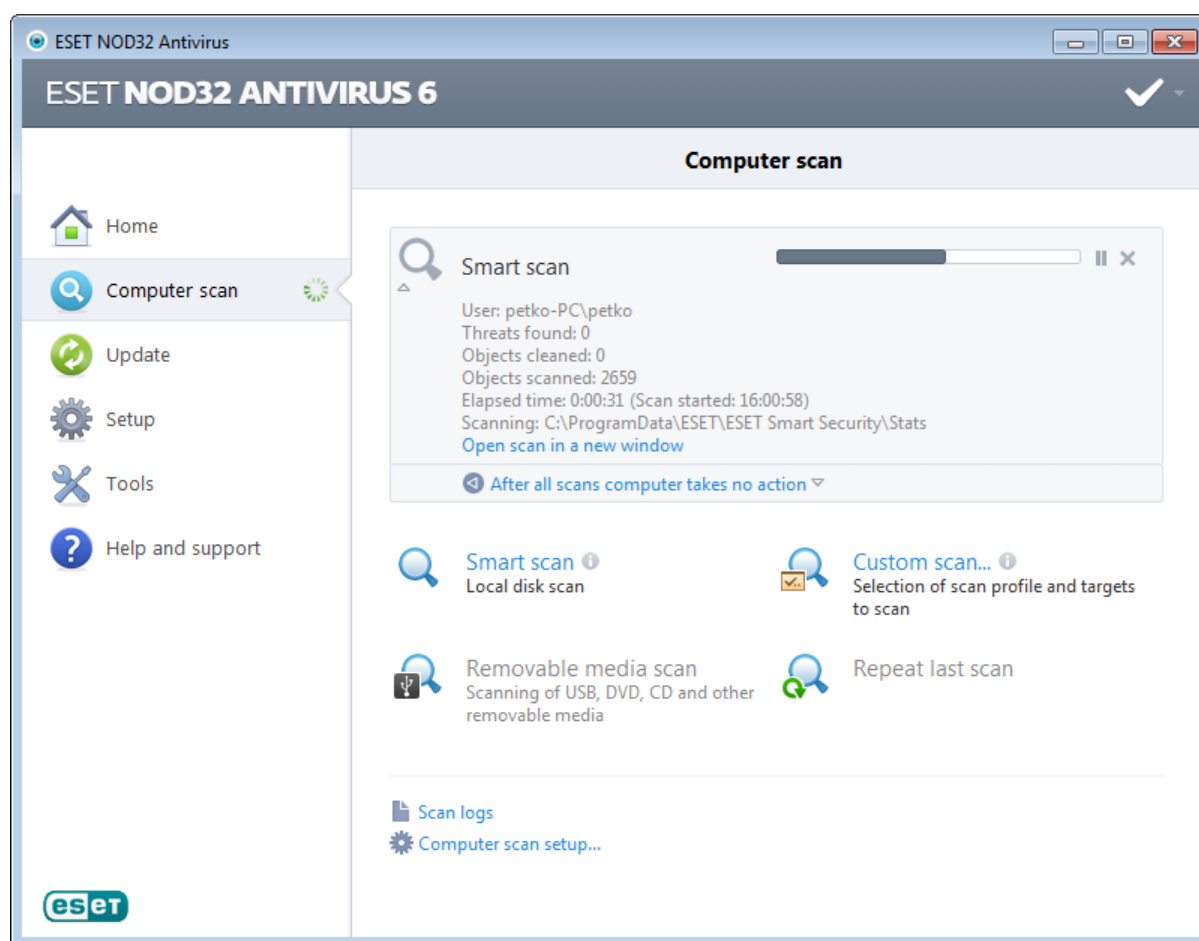 ESET NOD32 Antivirus
ESET NOD32 ANTIVIRUS 6
Computer scan
Home
Computer scan
Update
Setup
Tools
Help and support
Smart scan
User: petko-PC\petko
Threats found: 0
Objects cleaned: 0
Objects scanned: 2659
Elapsed time: 0:00:31 (Scan started: 16:00:58)
Scanning: C:\ProgramData\ESET\ESET Smart Security\Stats
Open scan in a new window
After all scans computer takes no action
Smart scan
Local disk scan
Custom scan...
Selection of scan profile and targets
to scan
Removable media scan
Scanning of USB, DVD, CD and other
removable media
Repeat last scan
Scan logs
Computer scan setup...
eset